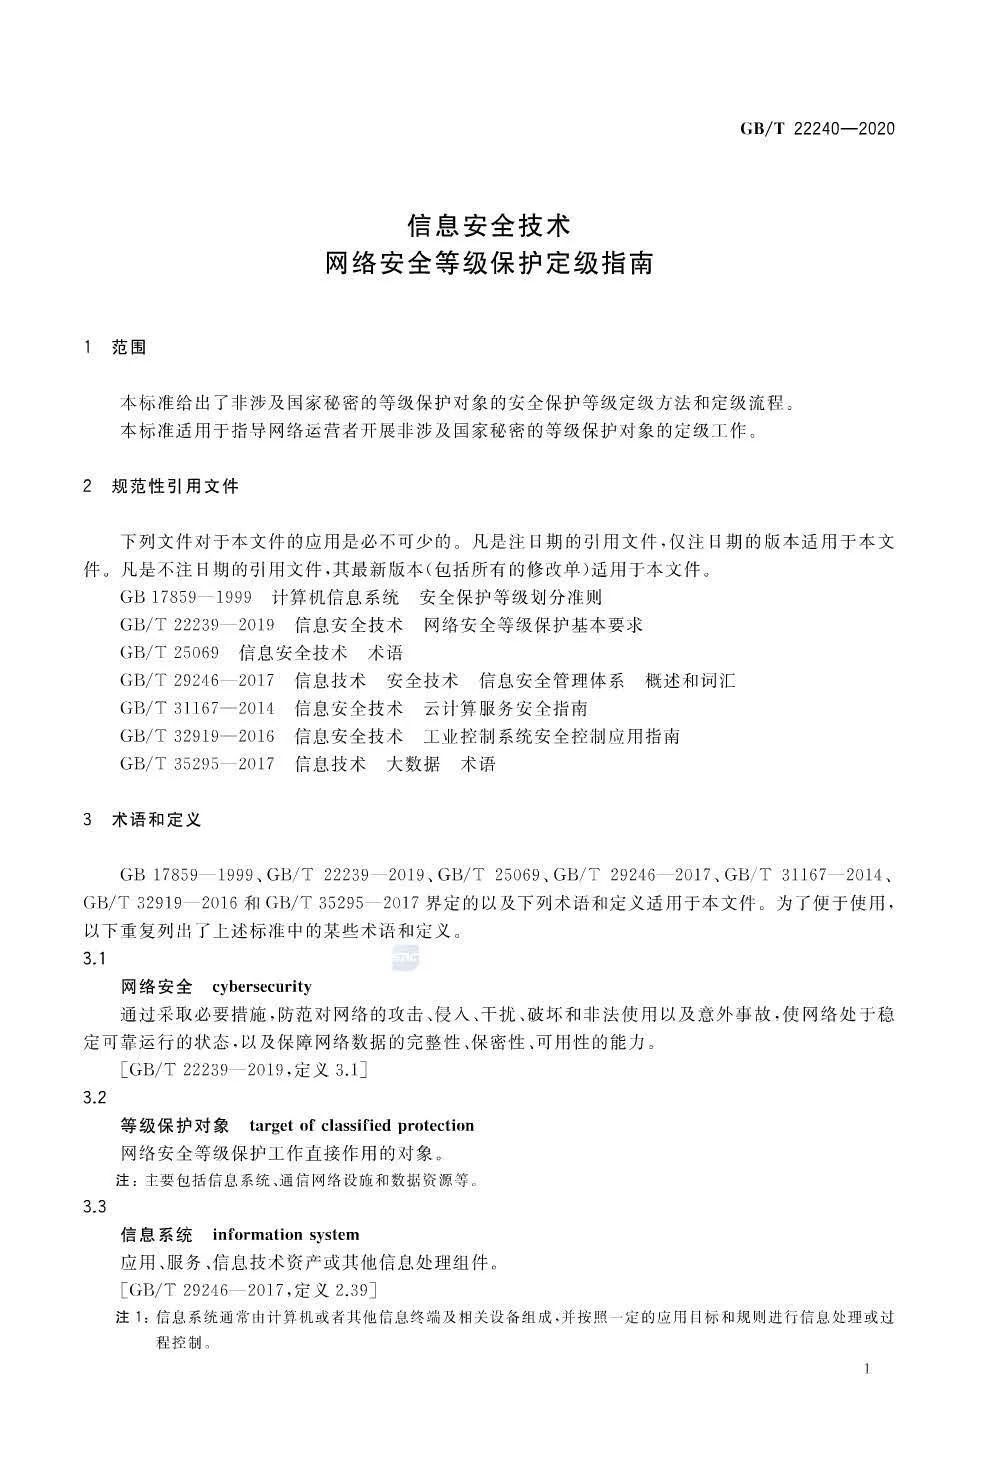 GB/T 22240—2020
信息安全技术
网络安全等级保护定级指南
1 范围
本标准给出了非涉及国家秘密的等级保护对象的安全保护等级定级方法和定级流程。
本标准适用于指导网络运营者开展非涉及国家秘密的等级保护对象的定级工作。
2 规范性引用文件
下列文件对于本文件的应用是必不可少的。凡是注日期的引用文件,仅注日期的版本适用于本文
件。凡是不注日期的引用文件,其最新版本(包括所有的修改单)适用于本文件。
GB 17859—1999 计算机信息系统 安全保护等级划分准则
GB/T 22239—2019 信息安全技术 网络安全等级保护基本要求
GB/T 25069 信息安全技术 术语
GB/T 29246—2017 信息技术 安全技术 信息安全管理体系 概述和词汇
GB/T 31167—2014 信息安全技术 云计算服务安全指南
GB/T 32919—2016 信息安全技术 工业控制系统安全控制应用指南
GB/T 35295—2017 信息技术 大数据 术语
3 术语和定义
GB 17859—1999、GB/T 22239—2019、GB/T 25069、GB/T 29246—2017、GB/T 31167—2014、
GB/T 32919—2016 和 GB/T 35295—2017 界定的以及下列术语和定义适用于本文件。为了便于使用,
以下重复列出了上述标准中的某些术语和定义。
3.1
网络安全 cybersecurity
通过采取必要措施,防范对网络的攻击、侵入、干扰、破坏和非法使用以及意外事故,使网络处于稳
定可靠运行的状态,以及保障网络数据的完整性、保密性、可用性的能力。
[GB/T 22239—2019,定义 3.1]
3.2
等级保护对象 target of classified protection
网络安全等级保护工作直接作用的对象。
注: 主要包括信息系统、通信网络设施和数据资源等。
3.3
信息系统 information system
应用、服务、信息技术资产或其他信息处理组件。
[GB/T 29246—2017,定义 2.39]
注 1: 信息系统通常由计算机或者其他信息终端及相关设备组成,并按照一定的应用目标和规则进行信息处理或过
程控制。
1